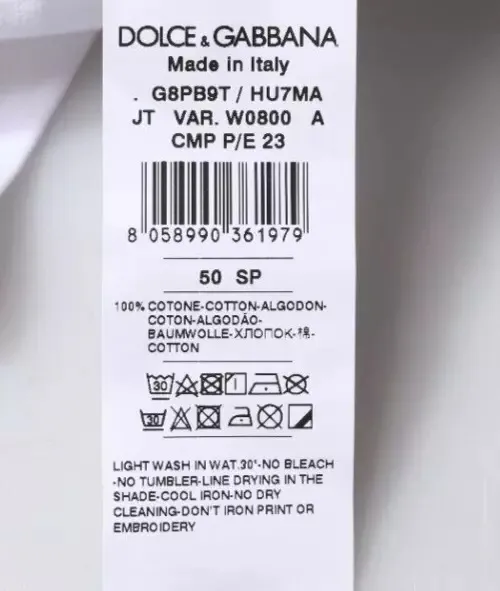 DOLCE & GABBANA
Made in Italy
. G8PB9T / HU7MA
JT VAR. W0800 A
CMP P/E 23
8 058990 361979
50 SP
100% COTONE-COTTON-ALGODON-
COTON-ALGODÃO-
BAUMWOLLE-ХЛОПОК-棉-
COTTON
30
30
LIGHT WASH IN WAT.30°-NO BLEACH
-NO TUMBLER-LINE DRYING IN THE
SHADE-COOL IRON-NO DRY
CLEANING-DON'T IRON PRINT OR
EMBROIDERY